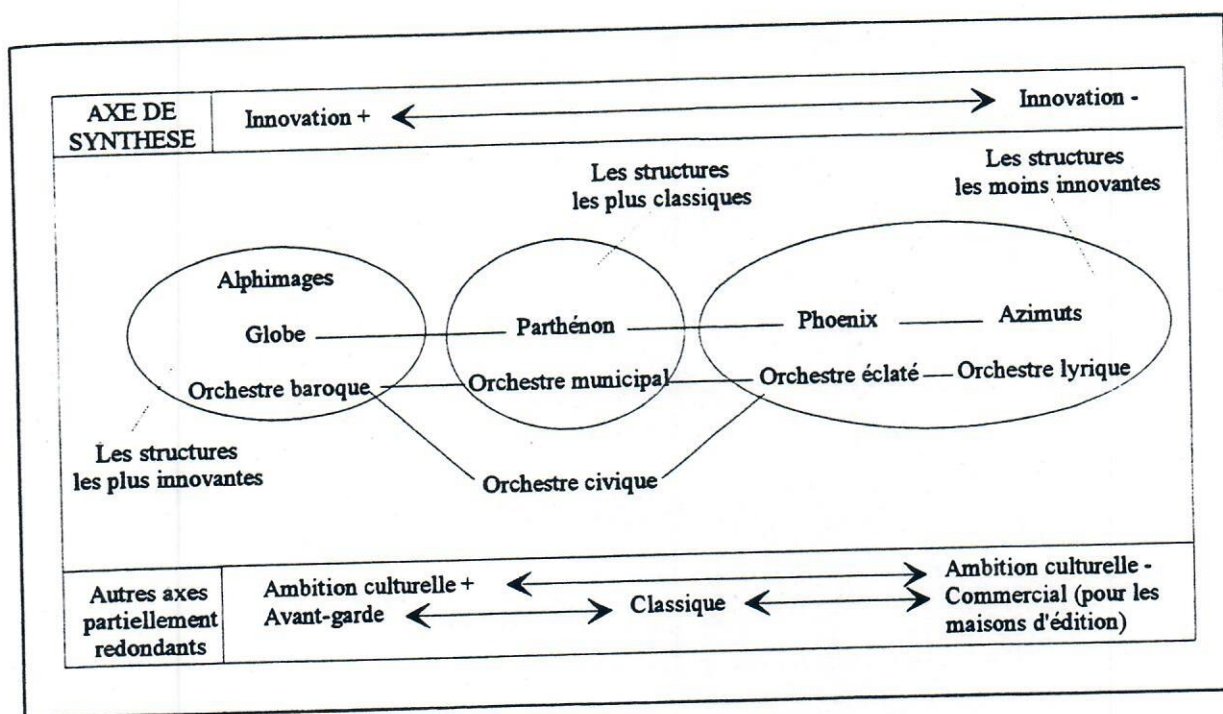 AXE DE
SYNTHESE
Innovation +
Innovation -
Les structures
les plus classiques
Les structures
les moins innovantes
Alphimages
Globe
Parthénon
Phoenix
Azimuts
Orchestre baroque
Orchestre municipal
Orchestre éclaté
Orchestre lyrique
Les structures
les plus innovantes
Orchestre civique
Autres axes
partiellement
redondants
Ambition culturelle +
Ambition culturelle -
Avant-garde
Classique
Commercial (pour les
maisons d'édition)